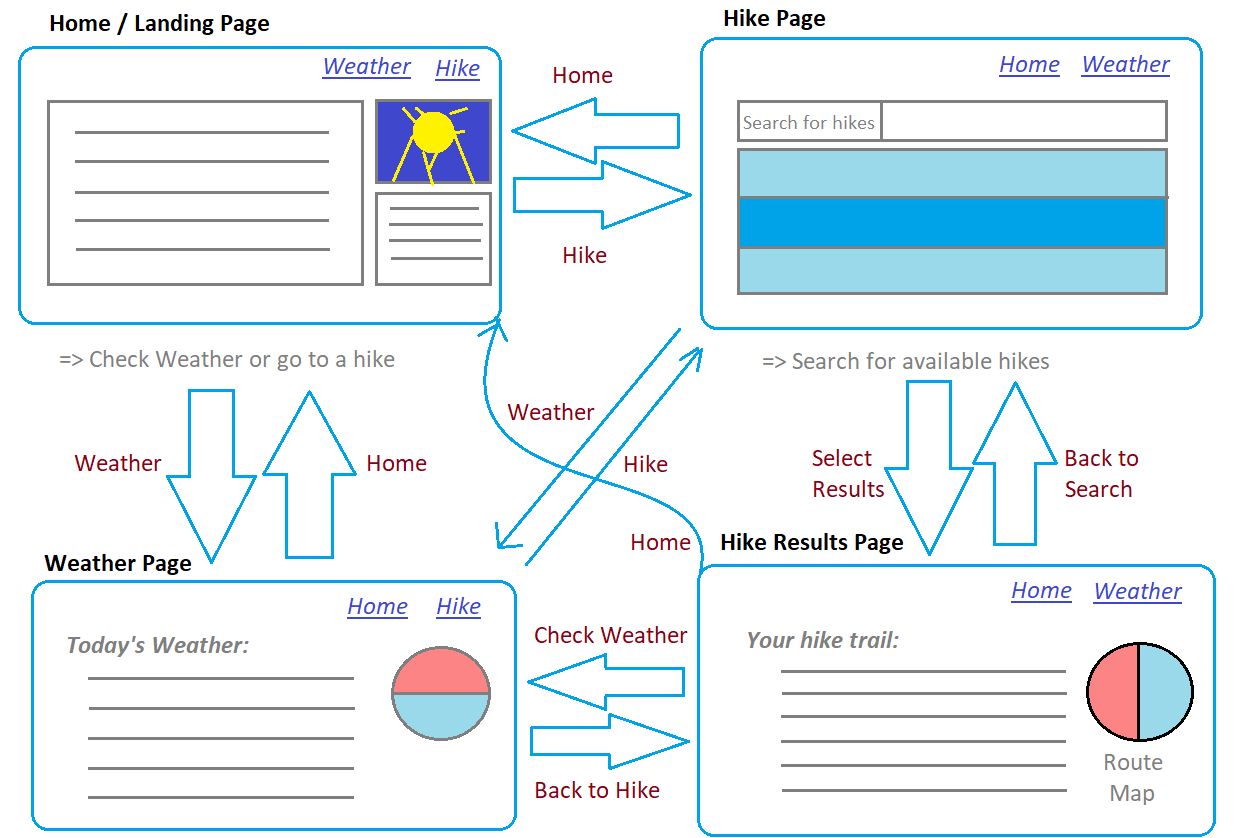 Home / Landing Page
Weather Hike
=> Check Weather or go to a hike
Home
Hike
Hike Page
Home Weather
Search for hikes
=> Search for available hikes
Weather
Home
Weather
Hike
Home
Select
Results
Back to
Search
Weather Page
Home Hike
Today's Weather:
Check Weather
Back to Hike
Hike Results Page
Home Weather
Your hike trail:
Route
Map